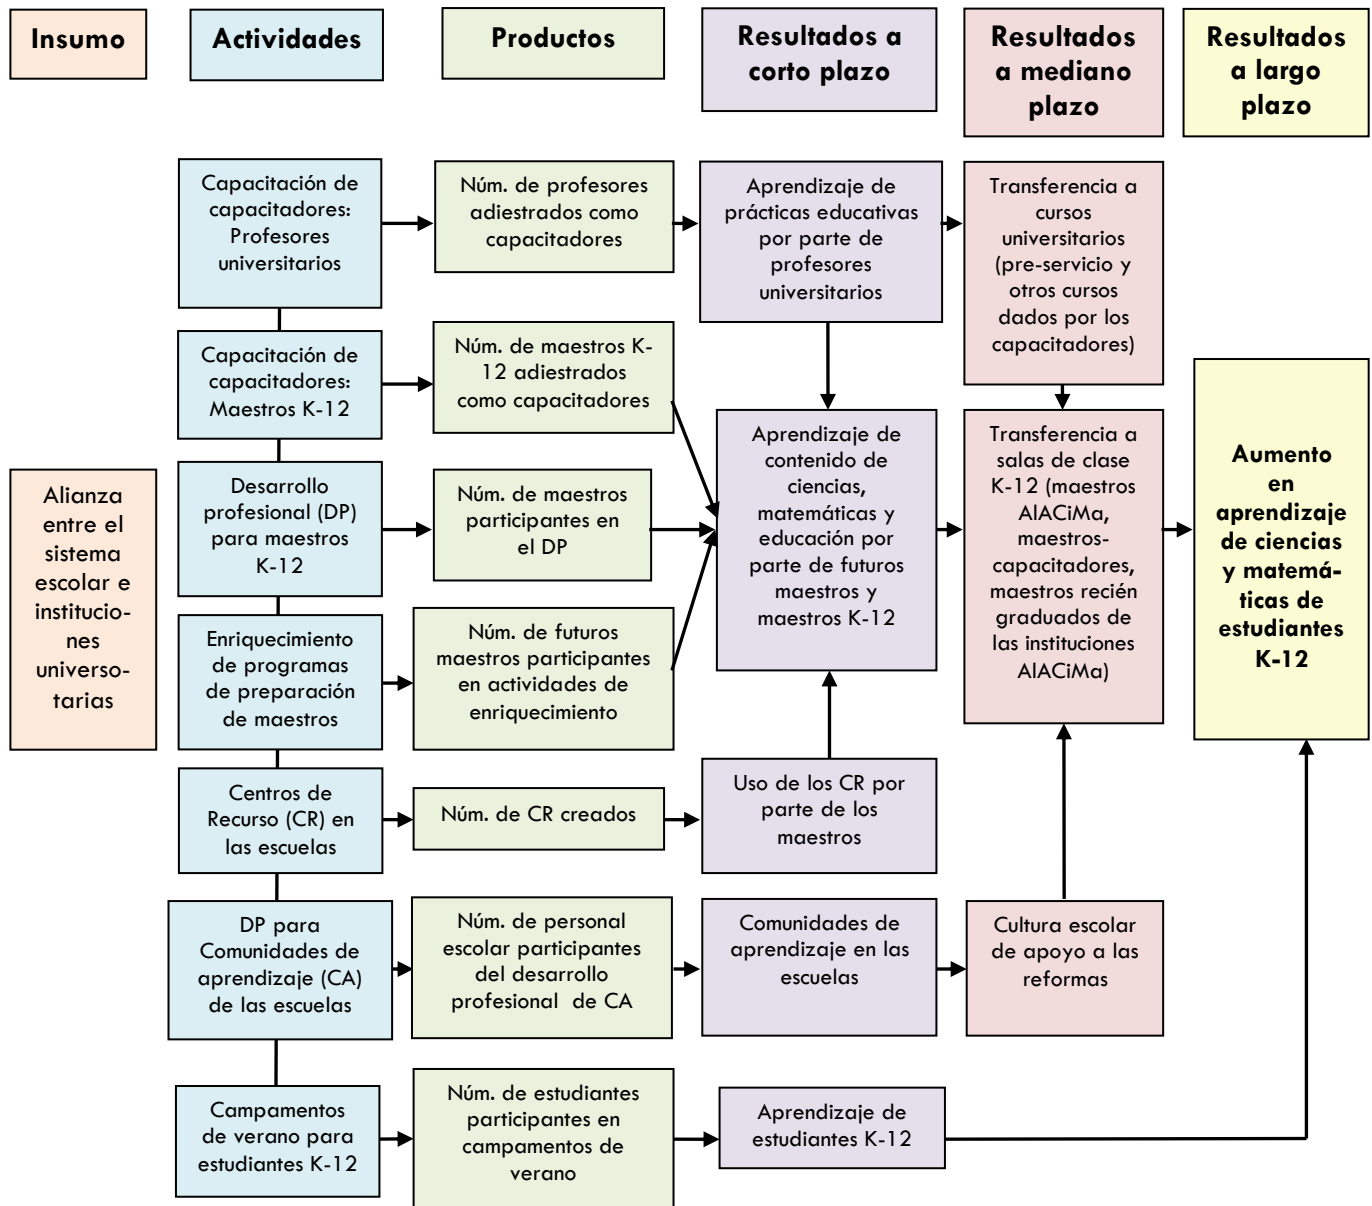 Insumo
Actividades
Productos
Resultados a
corto plazo
Resultados
a mediano
plazo
Resultados
a largo
plazo
Capacitación de
capacitadores:
Profesores
universitarios
Núm. de profesores
adiestrados como
capacitadores
Aprendizaje de
prácticas educativas
por parte de
profesores
universitarios
Transferencia a
cursos
universitarios
(pre-servicio y
otros cursos
dados por los
capacitadores)
Capacitación de
capacitadores:
Maestros K-12
Núm. de maestros K-
12 adiestrados
como capacitadores
Alianza
entre el
sistema
escolar e
institucio-
nes
universo-
tarias
Desarrollo
profesional (DP)
para maestros
K-12
Núm. de maestros
participantes en
el DP
Aprendizaje de
contenido de
ciencias,
matemáticas y
educación por
parte de futuros
maestros y
maestros K-12
Transferencia a
salas de clase
K-12 (maestros
AlACiMa,
maestros-
capacitadores,
maestros recién
graduados de
las instituciones
AlACiMa)
Aumento
en
aprendizaje
de ciencias
y matemá-
ticas de
estudiantes
K-12
Enriquecimiento
de programas
de preparación
de maestros
Núm. de futuros
maestros participantes
en actividades de
enriquecimiento
Centros de
Recurso (CR) en
las escuelas
Núm. de CR creados
Uso de los CR por
parte de los
maestros
DP para
Comunidades de
aprendizaje (CA)
de las escuelas
Núm. de personal
escolar participantes
del desarrollo
profesional de CA
Comunidades de
aprendizaje en las
escuelas
Cultura escolar
de apoyo a las
reformas
Campamentos
de verano para
estudiantes K-12
Núm. de estudiantes
participantes en
campamentos de
verano
Aprendizaje de
estudiantes K-12